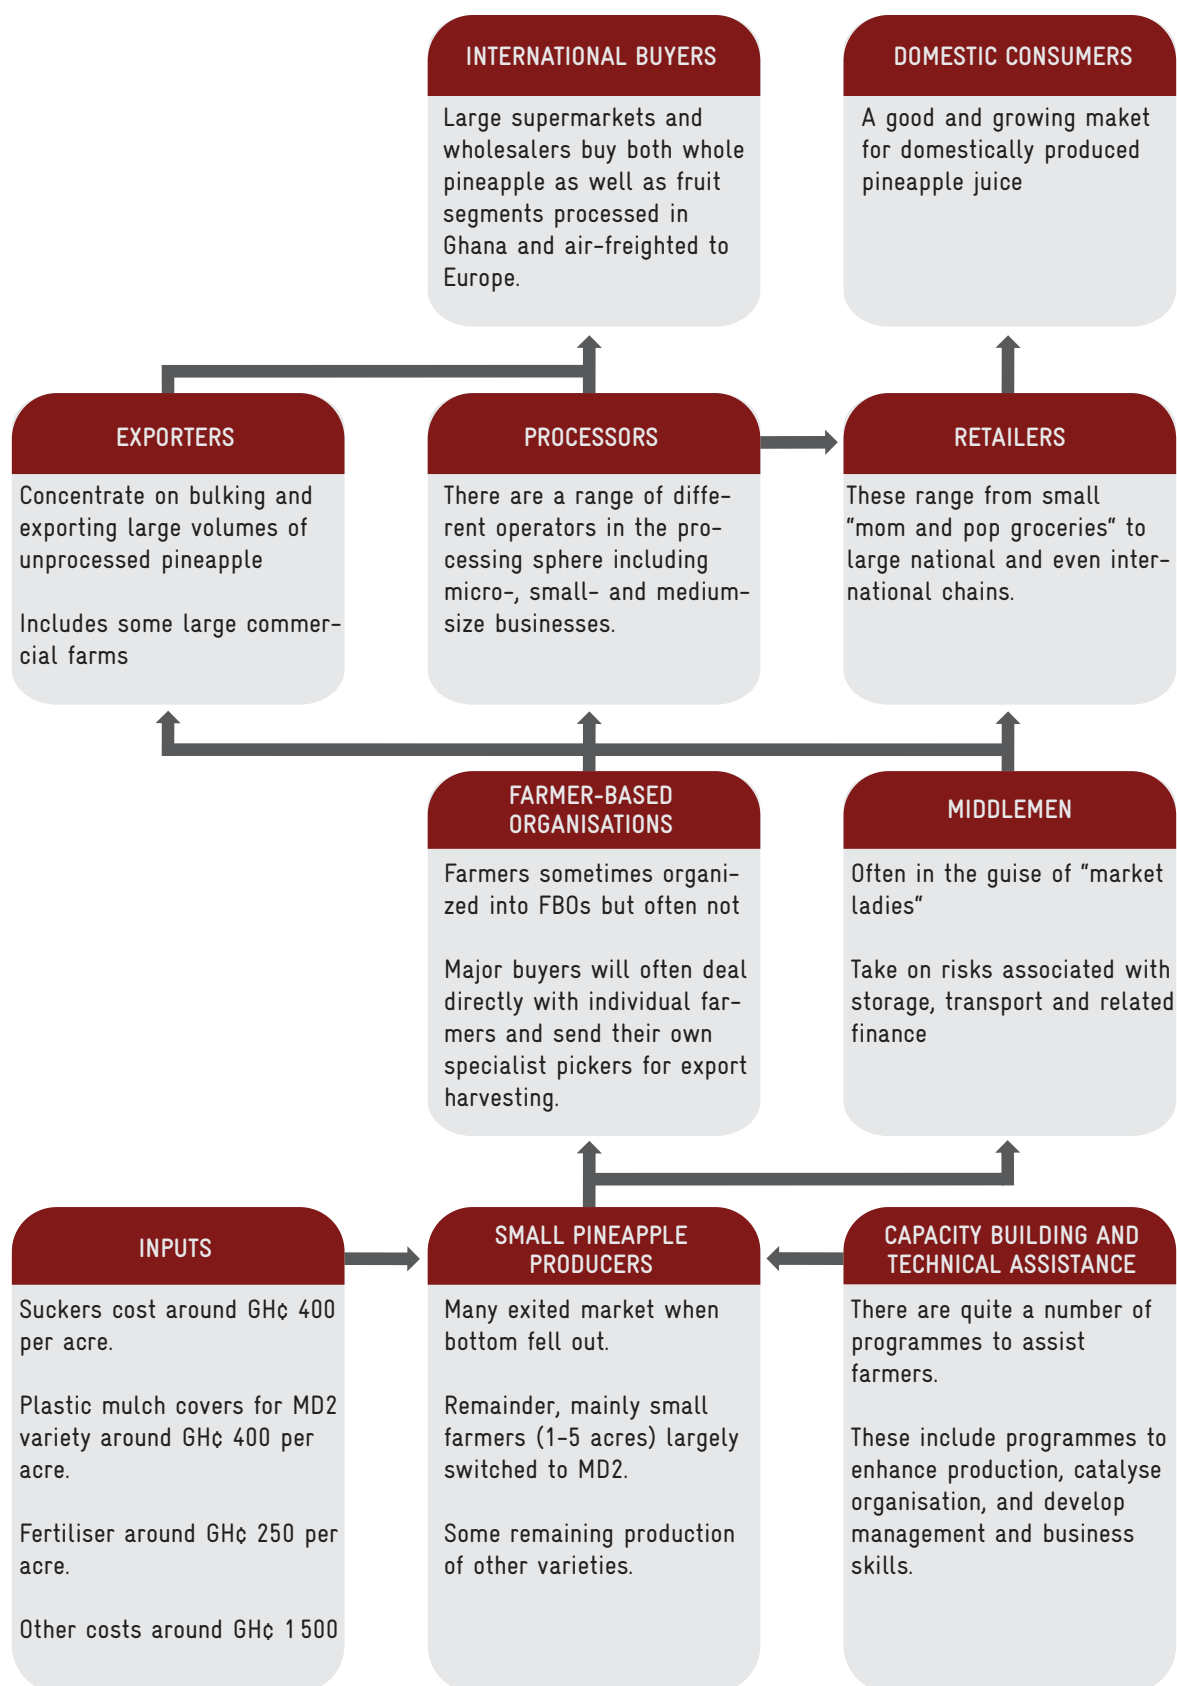 INTERNATIONAL BUYERS
Large supermarkets and
wholesalers buy both whole
pineapple as well as fruit
segments processed in
Ghana and air-freighted to
Europe.
DOMESTIC CONSUMERS
A good and growing maket
for domestically produced
pineapple juice
EXPORTERS
Concentrate on bulking and
exporting large volumes of
unprocessed pineapple
Includes some large commer-
cial farms
PROCESSORS
There are a range of diffe-
rent operators in the pro-
cessing sphere including
micro-, small- and medium-
size businesses.
RETAILERS
These range from small
“mom and pop groceries“ to
large national and even inter-
national chains.
FARMER-BASED
ORGANISATIONS
Farmers sometimes organi-
zed into FBOs but often not
Major buyers will often deal
directly with individual far-
mers and send their own
specialist pickers for export
harvesting.
MIDDLEMEN
Often in the guise of “market
ladies“
Take on risks associated with
storage, transport and related
finance
INPUTS
Suckers cost around GH¢ 400
per acre.
Plastic mulch covers for MD2
variety around GH¢ 400 per
acre.
Fertiliser around GH¢ 250 per
acre.
Other costs around GH¢ 1 500
SMALL PINEAPPLE
PRODUCERS
Many exited market when
bottom fell out.
Remainder, mainly small
farmers (1-5 acres) largely
switched to MD2.
Some remaining production
of other varieties.
CAPACITY BUILDING AND
TECHNICAL ASSISTANCE
There are quite a number of
programmes to assist
farmers.
These include programmes to
enhance production, catalyse
organisation, and develop
management and business
skills.